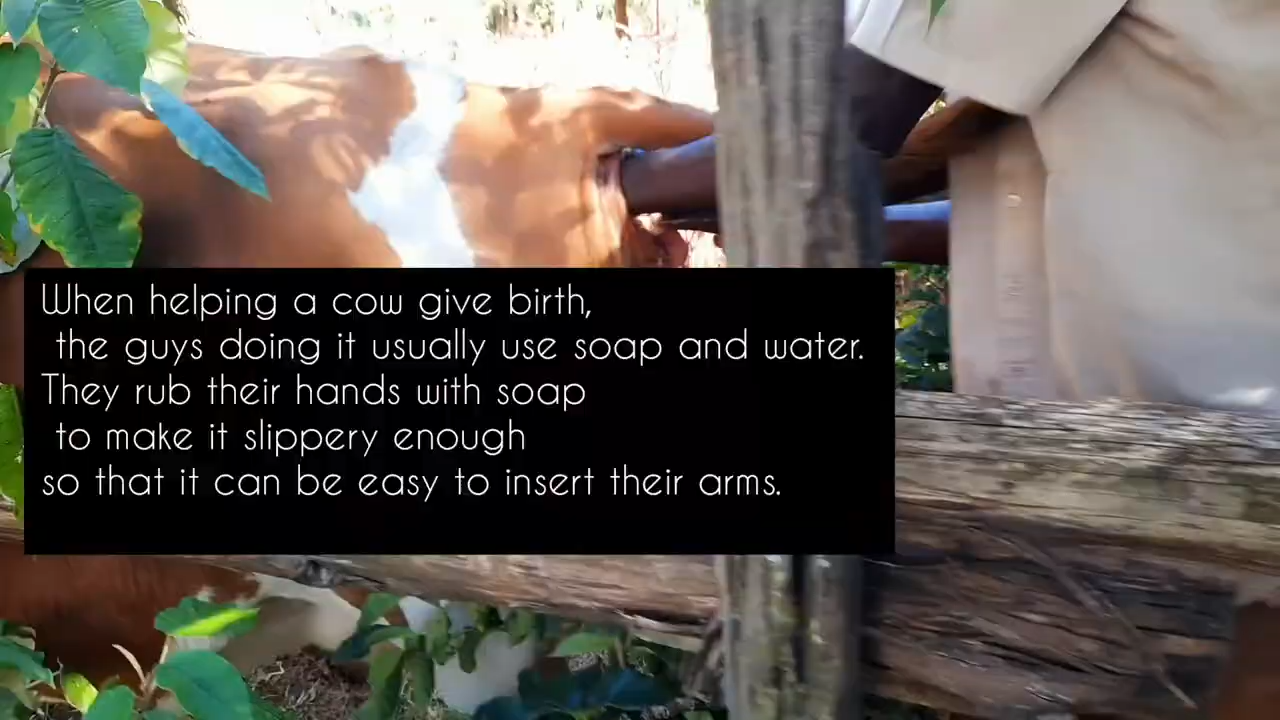 When helping a cow give birth,
the guys doing it usually use soap and water.
They rub their hands with soap
to make it slippery enough
so that it can be easy to insert their arms.